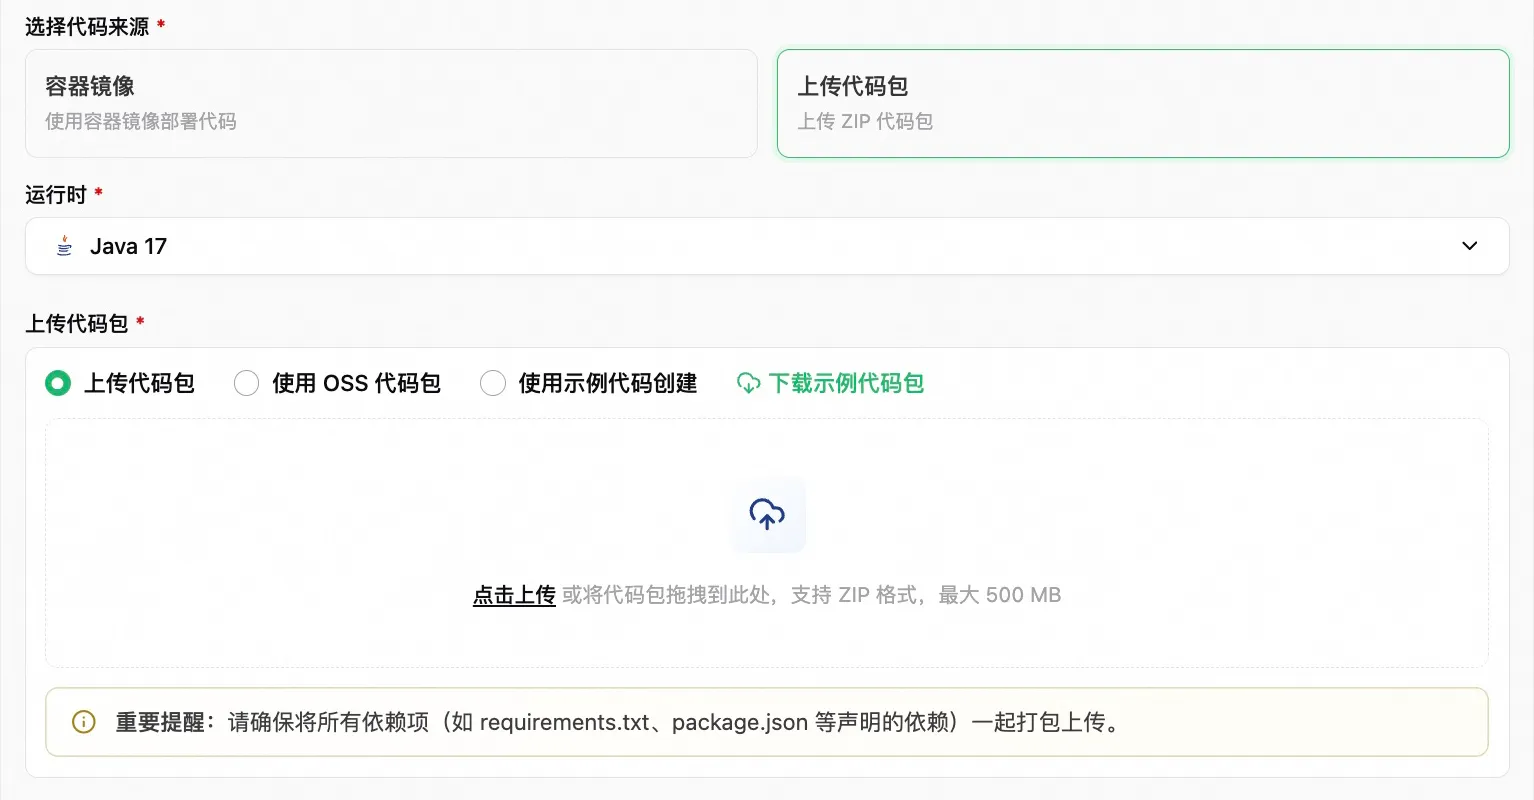 选择代码来源 *
容器镜像
使用容器镜像部署代码
上传代码包
上传 ZIP 代码包
运行时 *
Java 17
上传代码包 *
上传代码包 使用 OSS 代码包 使用示例代码创建 下载示例代码包
点击上传 或将代码包拖拽到此处，支持 ZIP 格式，最大 500 MB
重要提醒：请确保将所有依赖项（如 requirements.txt、package.json 等声明的依赖）一起打包上传。